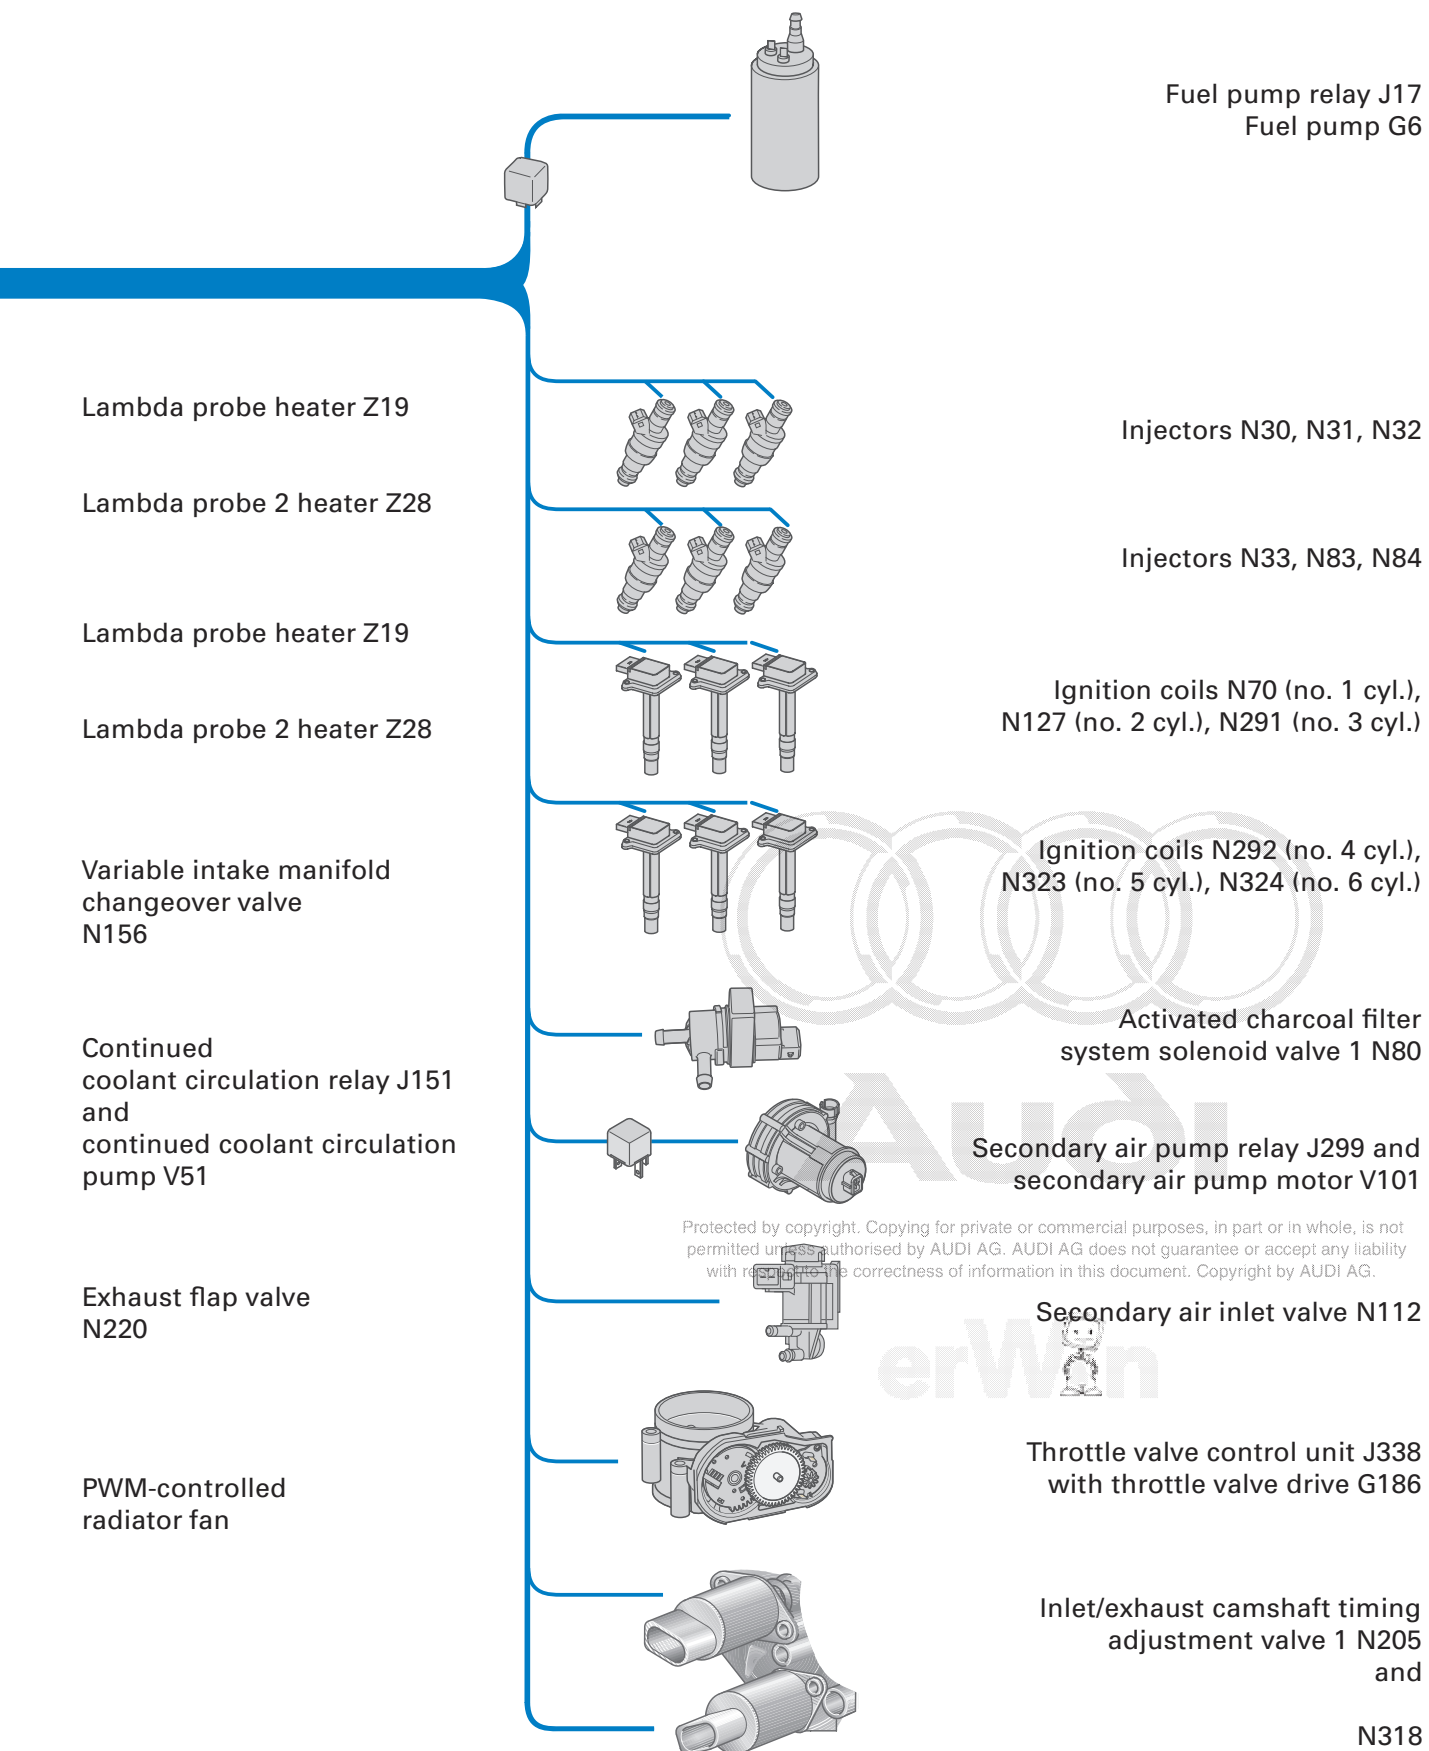 Fuel pump relay J17
Fuel pump G6
Lambda probe heater Z19
Injectors N30, N31, N32
Lambda probe 2 heater Z28
Injectors N33, N83, N84
Lambda probe heater Z19
Ignition coils N70 (no. 1 cyl.),
N127 (no. 2 cyl.), N291 (no. 3 cyl.)
Lambda probe 2 heater Z28
Ignition coils N292 (no. 4 cyl.),
N323 (no. 5 cyl.), N324 (no. 6 cyl.)
Variable intake manifold
changeover valve
N156
Activated charcoal filter
system solenoid valve 1 N80
Continued
coolant circulation relay J151
and
continued coolant circulation
pump V51
Audi
Secondary air pump relay J299 and
secondary air pump motor V101
Protected by copyright. Copying for private or commercial purposes, in part or in whole, is not
permitted unless authorised by AUDI AG. AUDI AG does not guarantee or accept any liability
with respect to the correctness of information in this document. Copyright by AUDI AG.
Exhaust flap valve
N220
Secondary air inlet valve N112
erWin
Throttle valve control unit J338
with throttle valve drive G186
PWM-controlled
radiator fan
Inlet/exhaust camshaft timing
adjustment valve 1 N205
and
N318